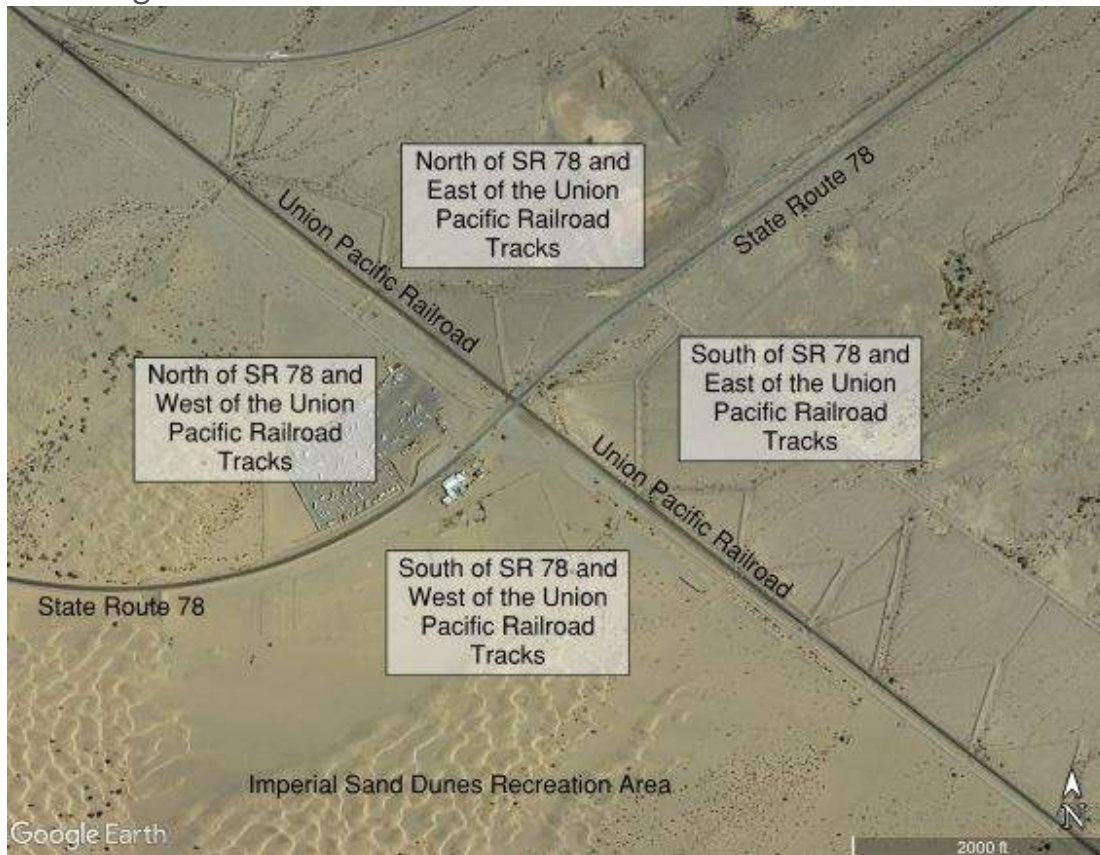 North of SR 78 and
East of the Union
Pacific Railroad
Tracks
State Route 78
Union Pacific Railroad
North of SR 78 and
West of the Union
Pacific Railroad
Tracks
South of SR 78 and
East of the Union
Pacific Railroad
Tracks
Union Pacific Railroad
State Route 78
South of SR 78 and
West of the Union
Pacific Railroad
Tracks
Imperial Sand Dunes Recreation Area
N
Google Earth
2000 ft